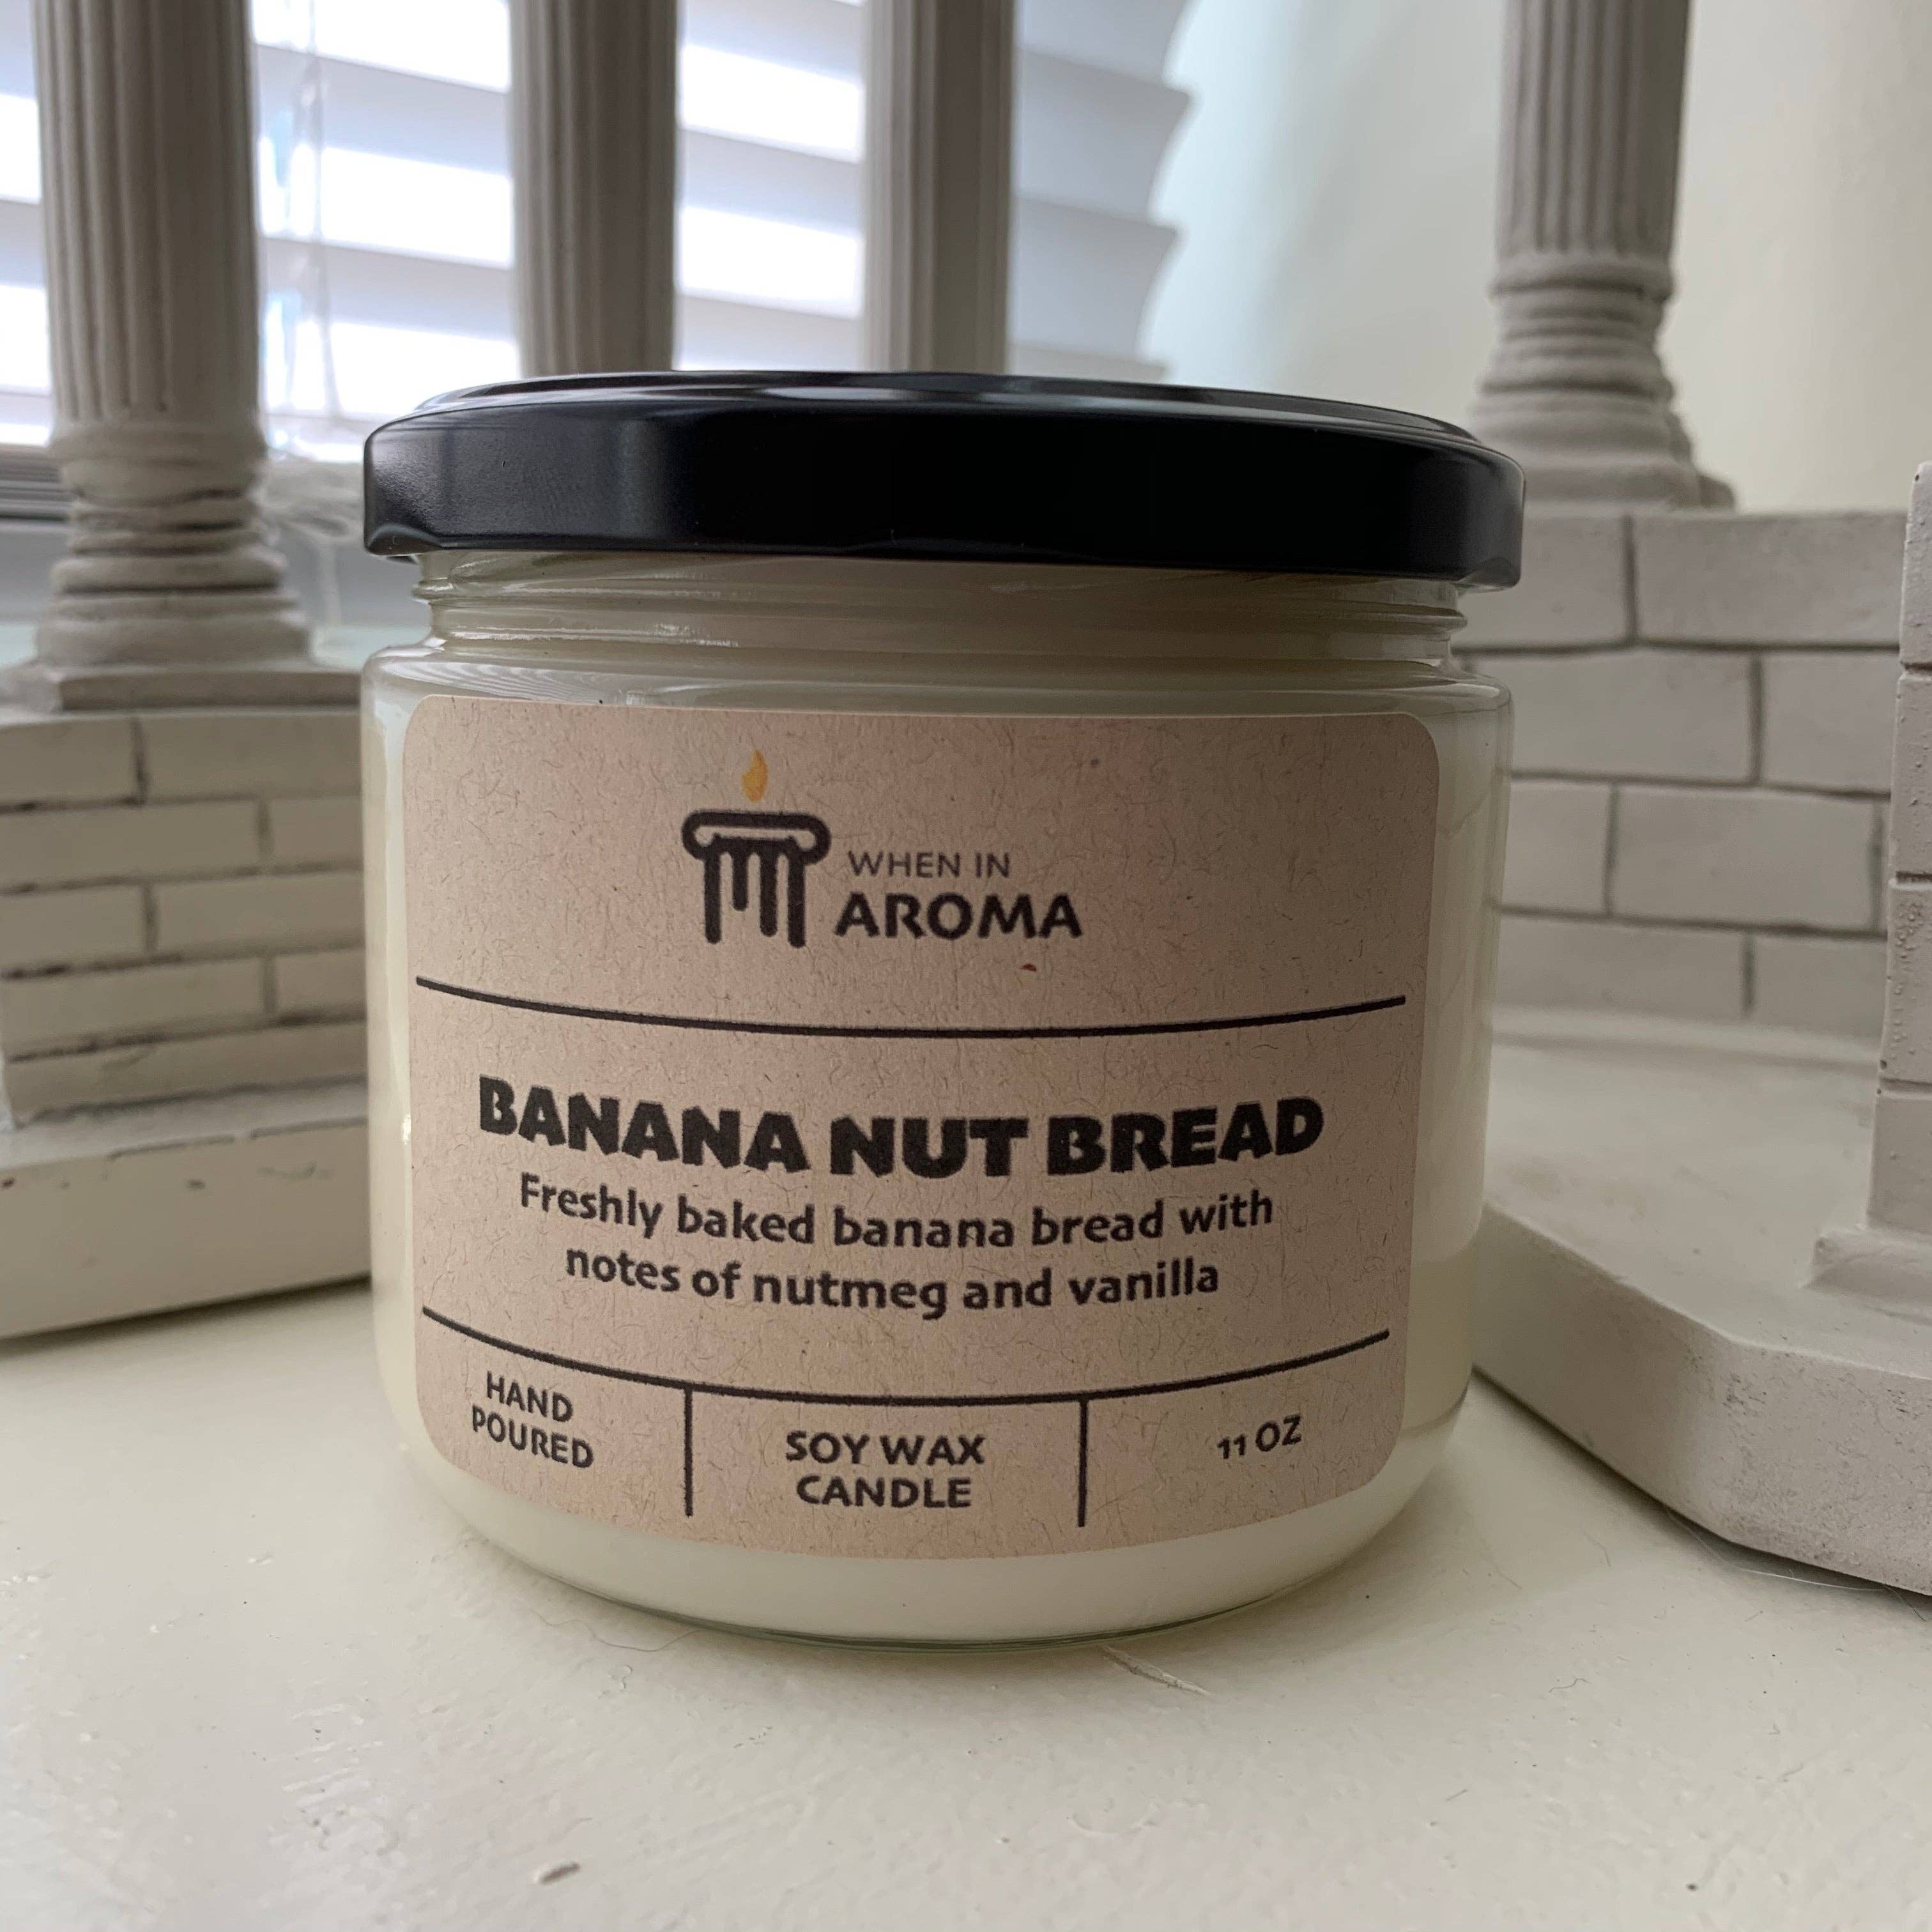 WHEN IN
AROMA
BANANA NUT BREAD
Freshly baked banana bread with
notes of nutmeg and vanilla
HAND
POURED
SOY WAX
CANDLE
11 OZ